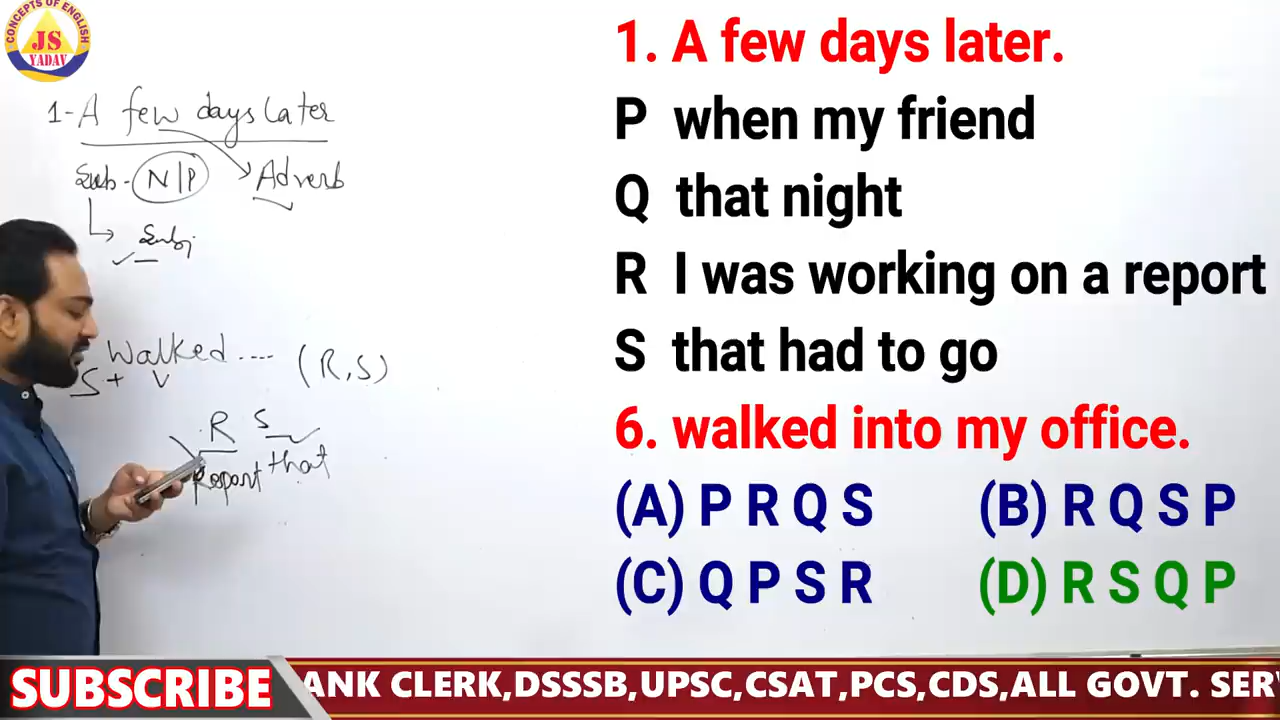 CONCEPTS OF ENGLISH
JS
YADAV
1-A few days later
Sub-N/P Adverb
Subj
Walked.... (R,S)
S+ V
R S
Report that
1. A few days later.
P when my friend
Q that night
R I was working on a report
S that had to go
6. walked into my office.
(A) P R Q S (B) R Q S P
(C) Q P S R (D) R S Q P
SUBSCRIBE
ANK CLERK,DSSSB,UPSC,CSAT,PCS,CDS,ALL GOVT. SER